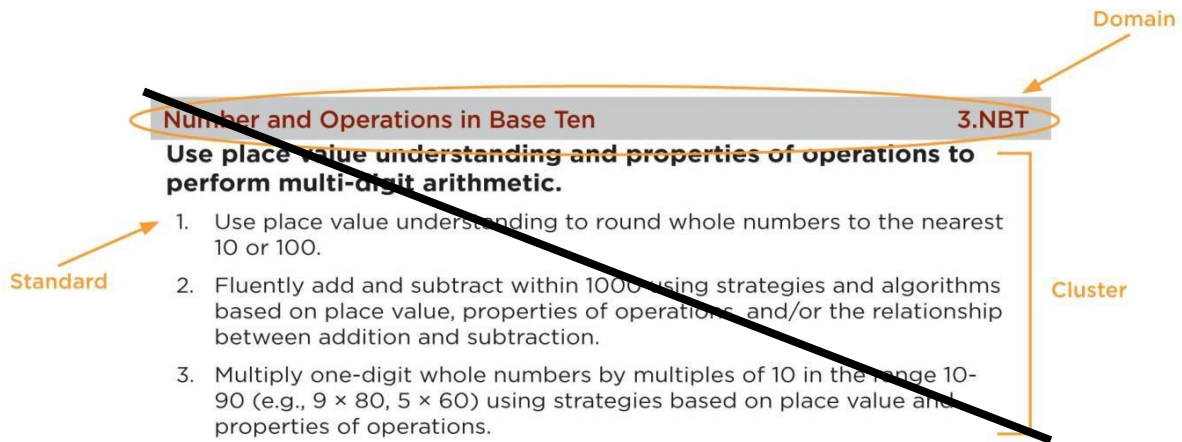 Domain
Number and Operations in Base Ten 3.NBT
Use place value understanding and properties of operations to
perform multi-digit arithmetic.
1. Use place value understanding to round whole numbers to the nearest
10 or 100.
Standard
2. Fluently add and subtract within 1000 using strategies and algorithms
based on place value, properties of operations, and/or the relationship
between addition and subtraction.
Cluster
3. Multiply one-digit whole numbers by multiples of 10 in the range 10-
90 (e.g., 9 × 80, 5 × 60) using strategies based on place value and
properties of operations.